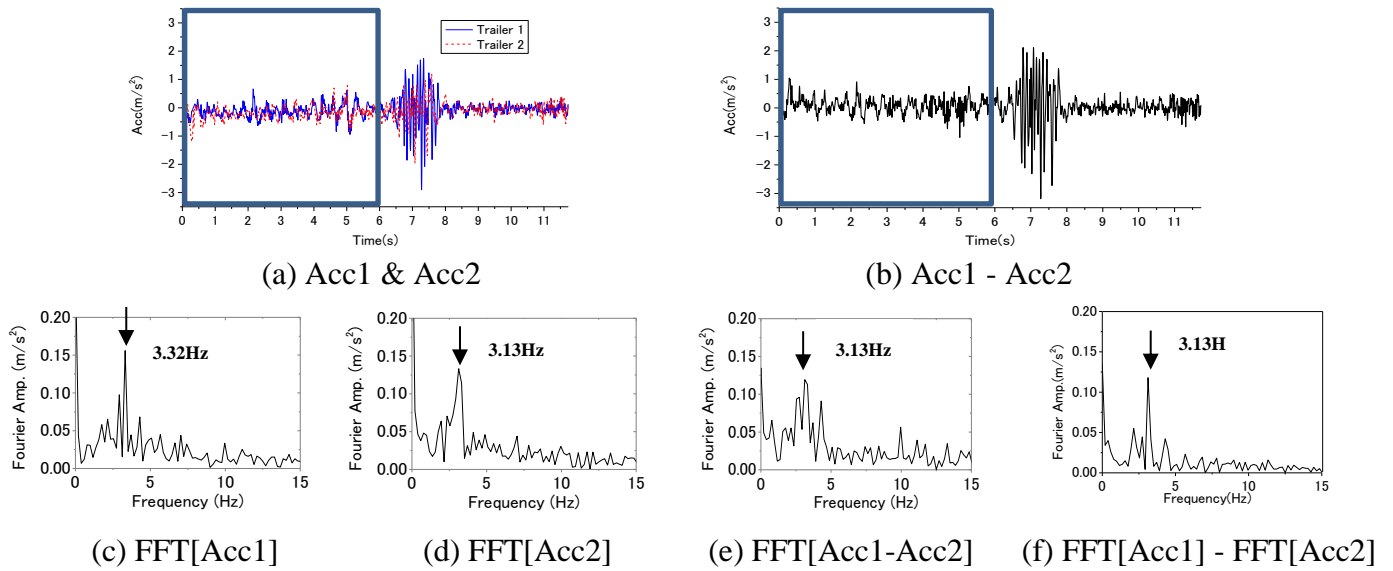 3
2
1
0
-1
-2
-3
Acc(m/s²)
0 1 2 3 4 5 6 7 8 9 10 11
Time(s)
Trailer 1
Trailer 2
(a) Acc1 & Acc2
3
2
1
0
-1
-2
-3
Acc(m/s²)
0 1 2 3 4 5 6 7 8 9 10 11
Time(s)
(b) Acc1 - Acc2
0.20
0.15
0.10
0.05
0.00
Fourier Amp. (m/s²)
3.32Hz
0 5 10 15
Frequency (Hz)
(c) FFT[Acc1]
0.20
0.15
0.10
0.05
0.00
Fourier Amp. (m/s²)
3.13Hz
0 5 10 15
Frequency (Hz)
(d) FFT[Acc2]
0.20
0.15
0.10
0.05
0.00
Fourier Amp. (m/s²)
3.13Hz
0 5 10 15
Frequency (Hz)
(e) FFT[Acc1-Acc2]
0.20
0.15
0.10
0.05
0.00
Fourier Amp.(m/s²)
3.13H
0 5 10 15
Frequency(Hz)
(f) FFT[Acc1] - FFT[Acc2]